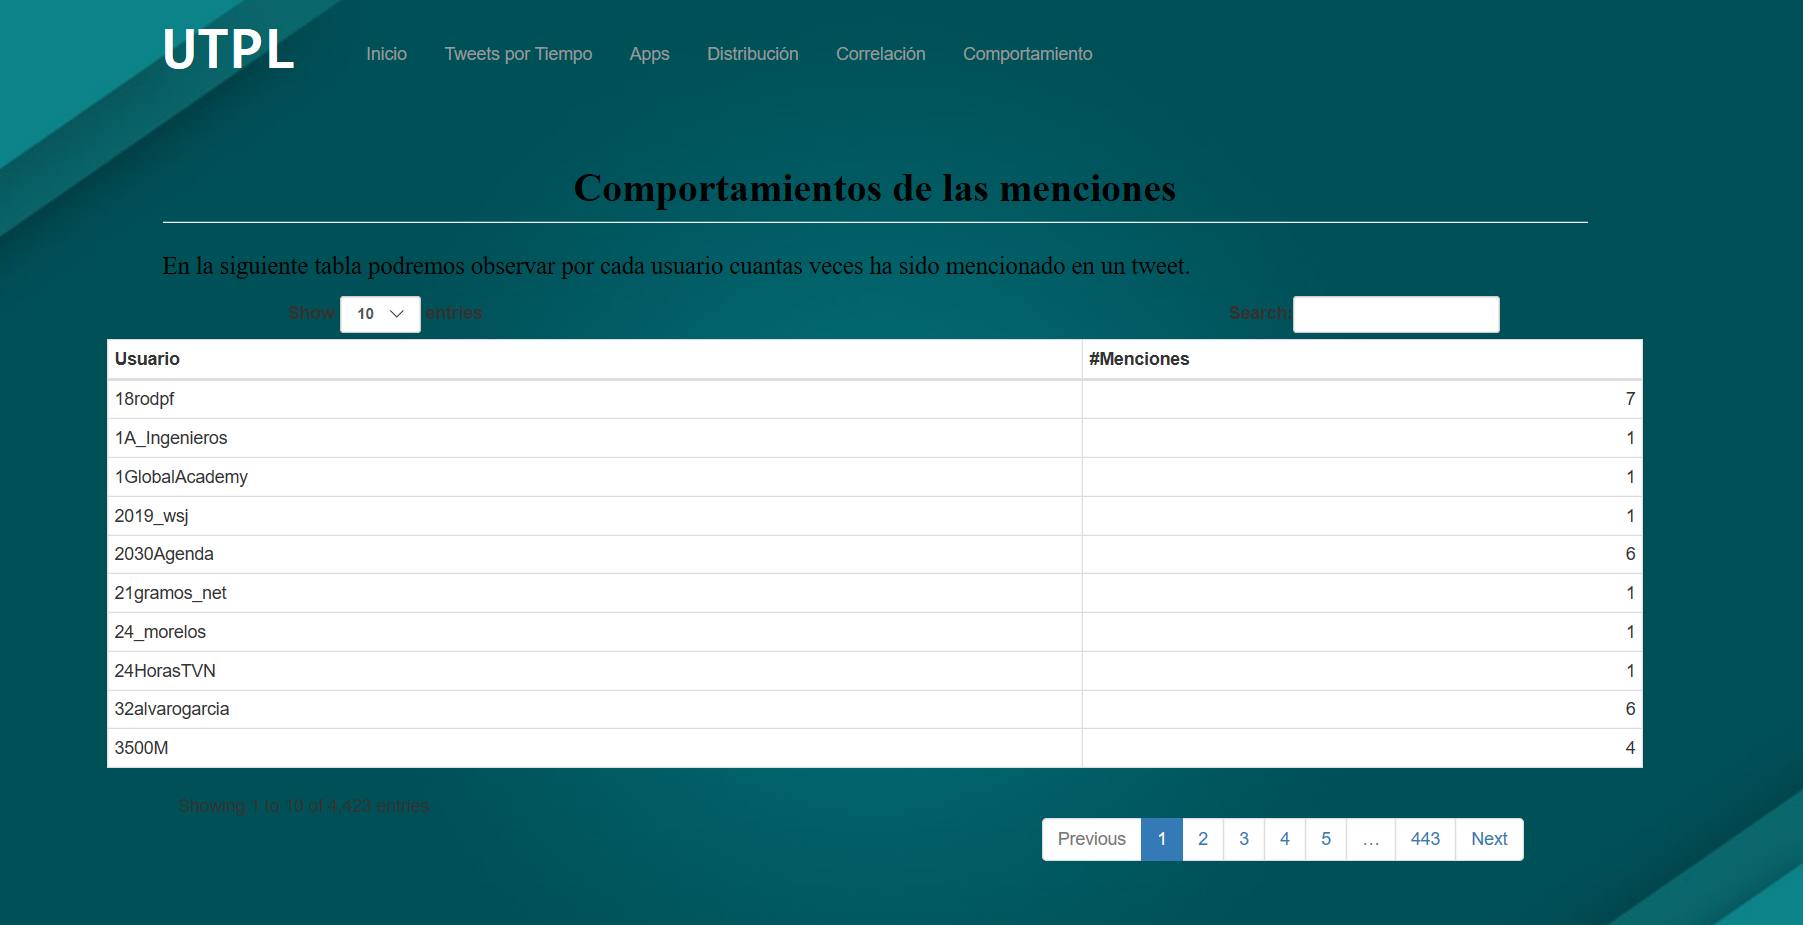 UTPL
Inicio Tweets por Tiempo Apps Distribución Correlación Comportamiento
Comportamientos de las menciones
En la siguiente tabla podremos observar por cada usuario cuantas veces ha sido mencionado en un tweet.
Show 10 entries Search:
Usuario #Menciones
18rodpf 7
1A_Ingenieros 1
1GlobalAcademy 1
2019_wsj 1
2030Agenda 6
21gramos_net 1
24_morelos 1
24HorasTVN 1
32alvarogarcia 6
3500M 4
Showing 1 to 10 of 4,423 entries
Previous 1 2 3 4 5 … 443 Next